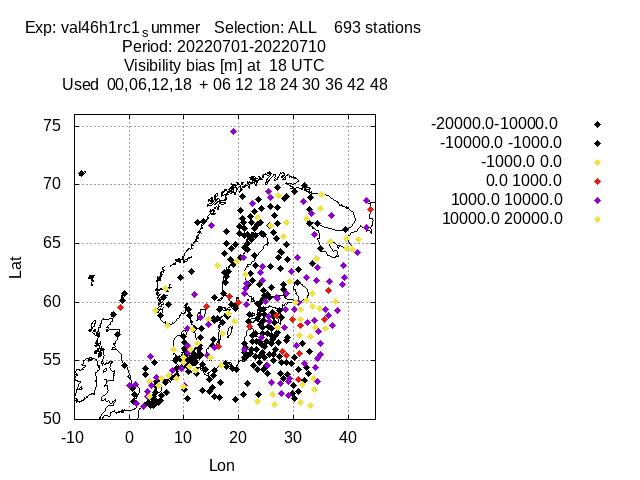 Exp: val46h1rc1summer Selection: ALL 693 stations
Period: 20220701-20220710
Visibility bias [m] at 18 UTC
Used 00,06,12,18 + 06 12 18 24 30 36 42 48
-20000.0-10000.0
-10000.0 -1000.0
-1000.0 0.0
0.0 1000.0
1000.0 10000.0
10000.0 20000.0
75
70
65
60
55
50
Lat
-10 0 10 20 30 40
Lon